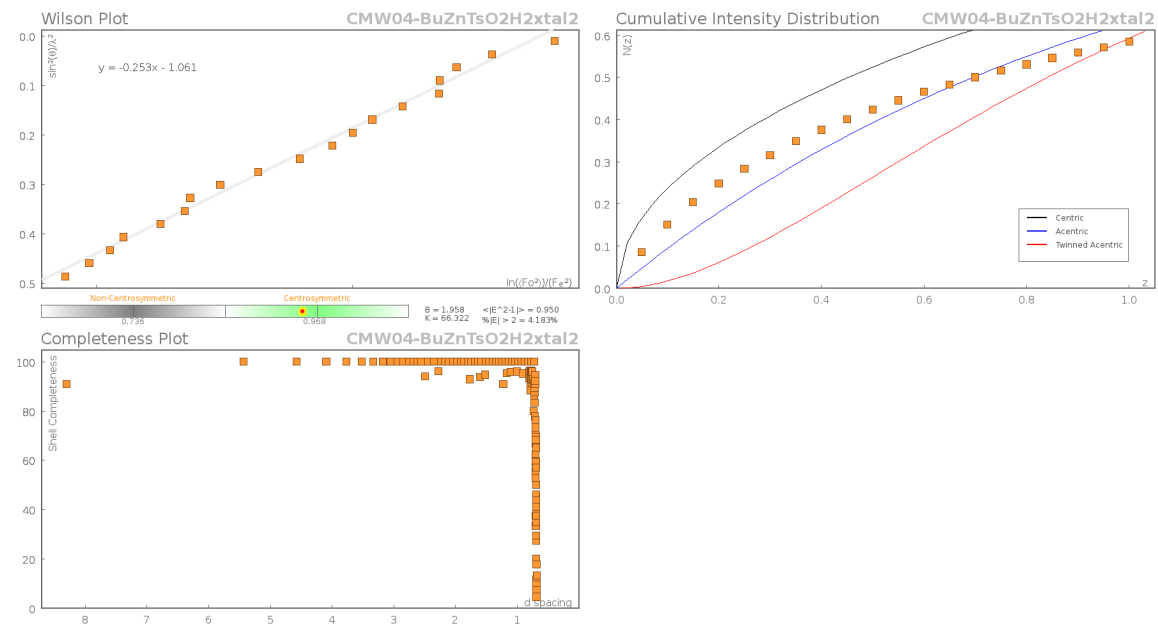 Wilson Plot
CMW04-BuZnTsO2H2xtal2
0.0
0.1
0.2
0.3
0.4
0.5
sin²(θ)/λ²
y = -0.253x - 1.061
ln(⟨Fo²⟩)/(Fₑ²)
Non-Centrosymmetric
Centrosymmetric
0.736
0.968
B = 1.958
K = 66.322
<|E^2-1|> = 0.950
%|E| > 2 = 4.183%
Cumulative Intensity Distribution
CMW04-BuZnTsO2H2xtal2
0.6
0.5
0.4
0.3
0.2
0.1
0.0
N(z)
Centric
Acentric
Twinned Acentric
z
0.0
0.2
0.4
0.6
0.8
1.0
Completeness Plot
CMW04-BuZnTsO2H2xtal2
100
80
60
40
20
0
Shell Completeness
d spacing
8
7
6
5
4
3
2
1